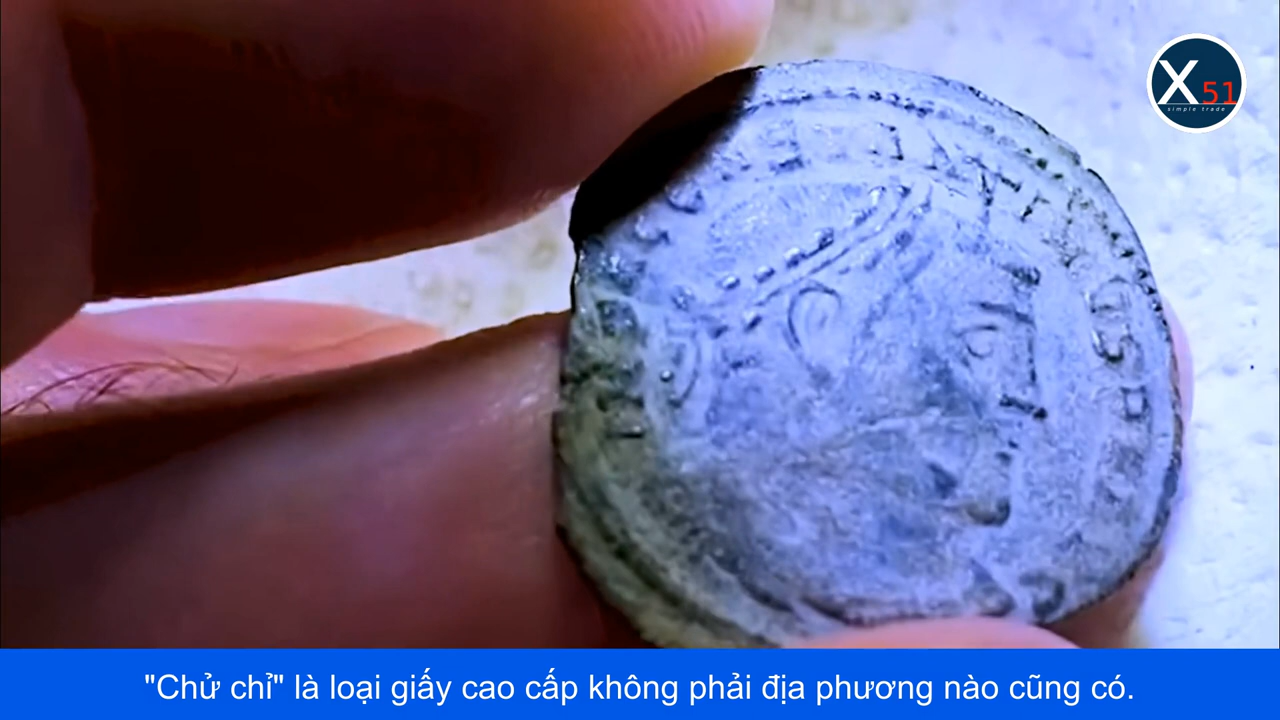 X51
simple trade
"Chử chỉ" là loại giấy cao cấp không phải địa phương nào cũng có.